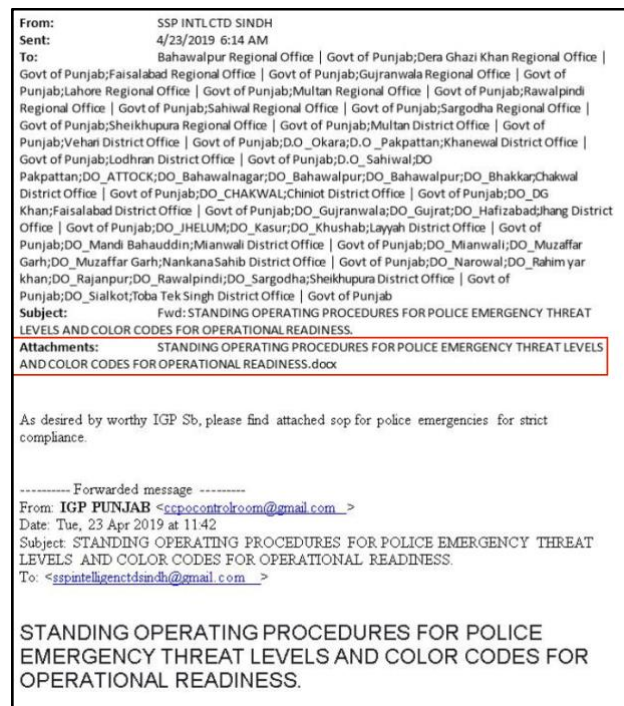 From: SSP INTLCTD SINDH
Sent: 4/23/2019 6:14 AM
To: Bahawalpur Regional Office | Govt of Punjab;Dera Ghazi Khan Regional Office |
Govt of Punjab;Faisalabad Regional Office | Govt of Punjab;Gujranwala Regional Office | Govt of
Punjab;Lahore Regional Office | Govt of Punjab;Multan Regional Office | Govt of Punjab;Rawalpindi
Regional Office | Govt of Punjab;Sahiwal Regional Office | Govt of Punjab;Sargodha Regional Office |
Govt of Punjab;Sheikhupura Regional Office | Govt of Punjab;Multan District Office | Govt of
Punjab;Vehari District Office | Govt of Punjab;D.O_Okara;D.O_Pakpattan;Khanewal District Office |
Govt of Punjab;Lodhran District Office | Govt of Punjab;D.O_Sahiwal;DO
Pakpattan;DO_ATTOCK;DO_Bahawalnagar;DO_Bahawalpur;DO_Bahawalpur;DO_Bhakkar;Chakwal
District Office | Govt of Punjab;DO_CHAKWAL;Chiniot District Office | Govt of Punjab;DO_DG
Khan;Faisalabad District Office | Govt of Punjab;DO_Gujranwala;DO_Gujrat;DO_Hafizabad;Jhang District
Office | Govt of Punjab;DO_JHELUM;DO_Kasur;DO_Khushab;Layyah District Office | Govt of
Punjab;DO_Mandi Bahauddin;Mianwali District Office | Govt of Punjab;DO_Mianwali;DO_Muzaffar
Garh;DO_Muzaffar Garh;NankanaSahib District Office | Govt of Punjab;DO_Narowal;DO_Rahim yar
khan;DO_Rajanpur;DO_Rawalpindi;DO_Sargodha;Sheikhupura District Office | Govt of
Punjab;DO_Sialkot;Toba Tek Singh District Office | Govt of Punjab
Subject: Fwd: STANDING OPERATING PROCEDURES FOR POLICE EMERGENCY THREAT
LEVELS AND COLOR CODES FOR OPERATIONAL READINESS.
Attachments: STANDING OPERATING PROCEDURES FOR POLICE EMERGENCY THREAT LEVELS
AND COLOR CODES FOR OPERATIONAL READINESS.docx
As desired by worthy IGP Sb, please find attached sop for police emergencies for strict
compliance.
---------- Forwarded message ---------
From: IGP PUNJAB <ccpocontrolroom@gmail.com >
Date: Tue, 23 Apr 2019 at 11:42
Subject: STANDING OPERATING PROCEDURES FOR POLICE EMERGENCY THREAT
LEVELS AND COLOR CODES FOR OPERATIONAL READINESS.
To: <sspintelligenctdsindh@gmail.com >
STANDING OPERATING PROCEDURES FOR POLICE
EMERGENCY THREAT LEVELS AND COLOR CODES FOR
OPERATIONAL READINESS.